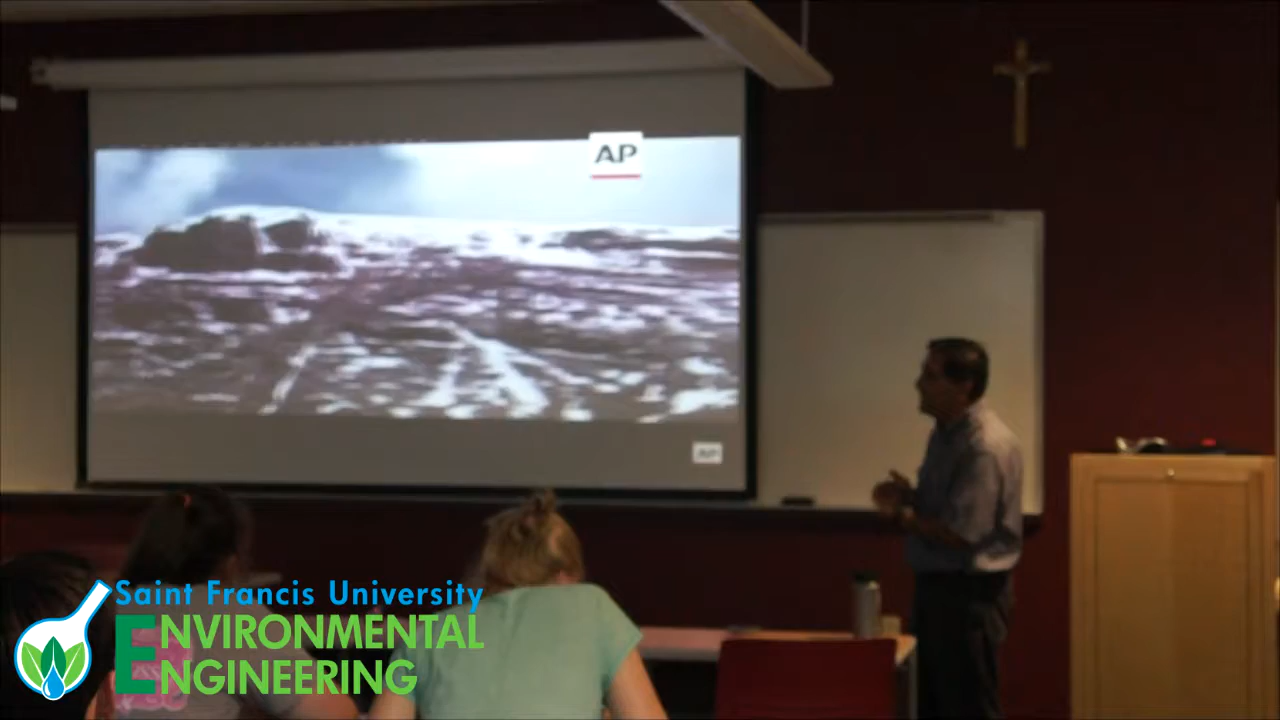 AP
AP
Saint Francis University
ENVIRONMENTAL
ENGINEERING